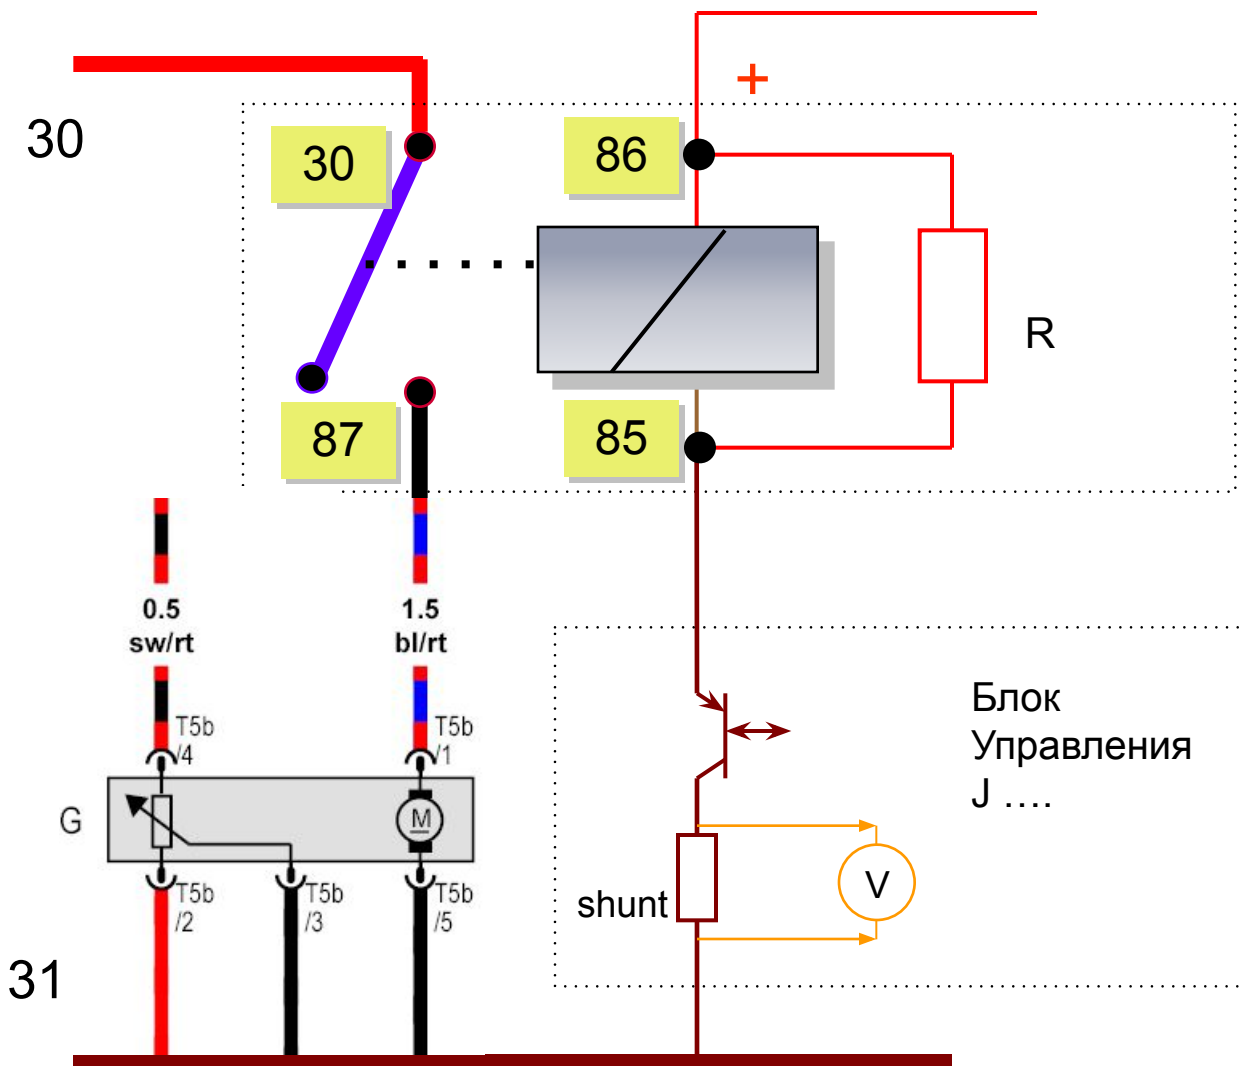 +
30
30
86
R
87
85
0.5
sw/rt
1.5
bl/rt
T5b
/4
T5b
/1
Блок
Управления
J ....
G
M
T5b
/2
T5b
/3
T5b
/5
shunt
V
31